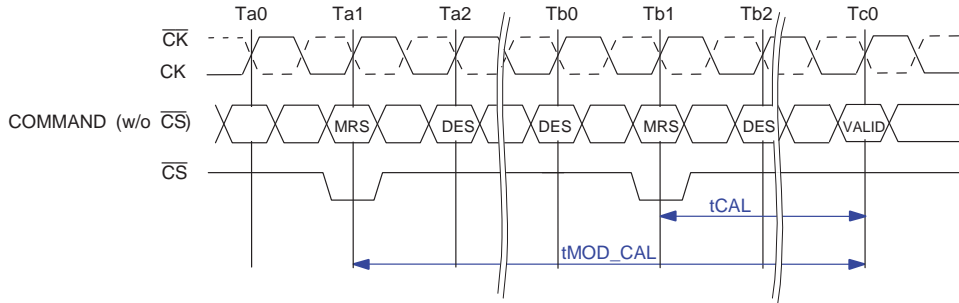 Ta0 Ta1 Ta2 Tb0 Tb1 Tb2 Tc0
CK
CK
COMMAND (w/o CS) MRS DES DES MRS DES VALID
CS
tCAL
tMOD_CAL